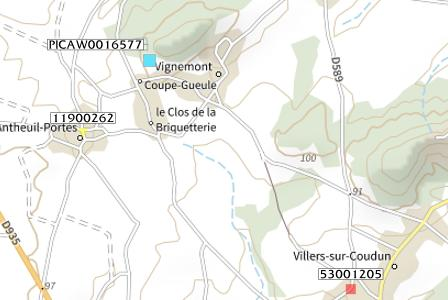 PICAW0016577
Vignemont
D589
Coupe-Gueule
le Clos de la
Briquetterie
11900262
Antheuil-Portes
100
91
D935
Villers-sur-Coudun
53001205
97